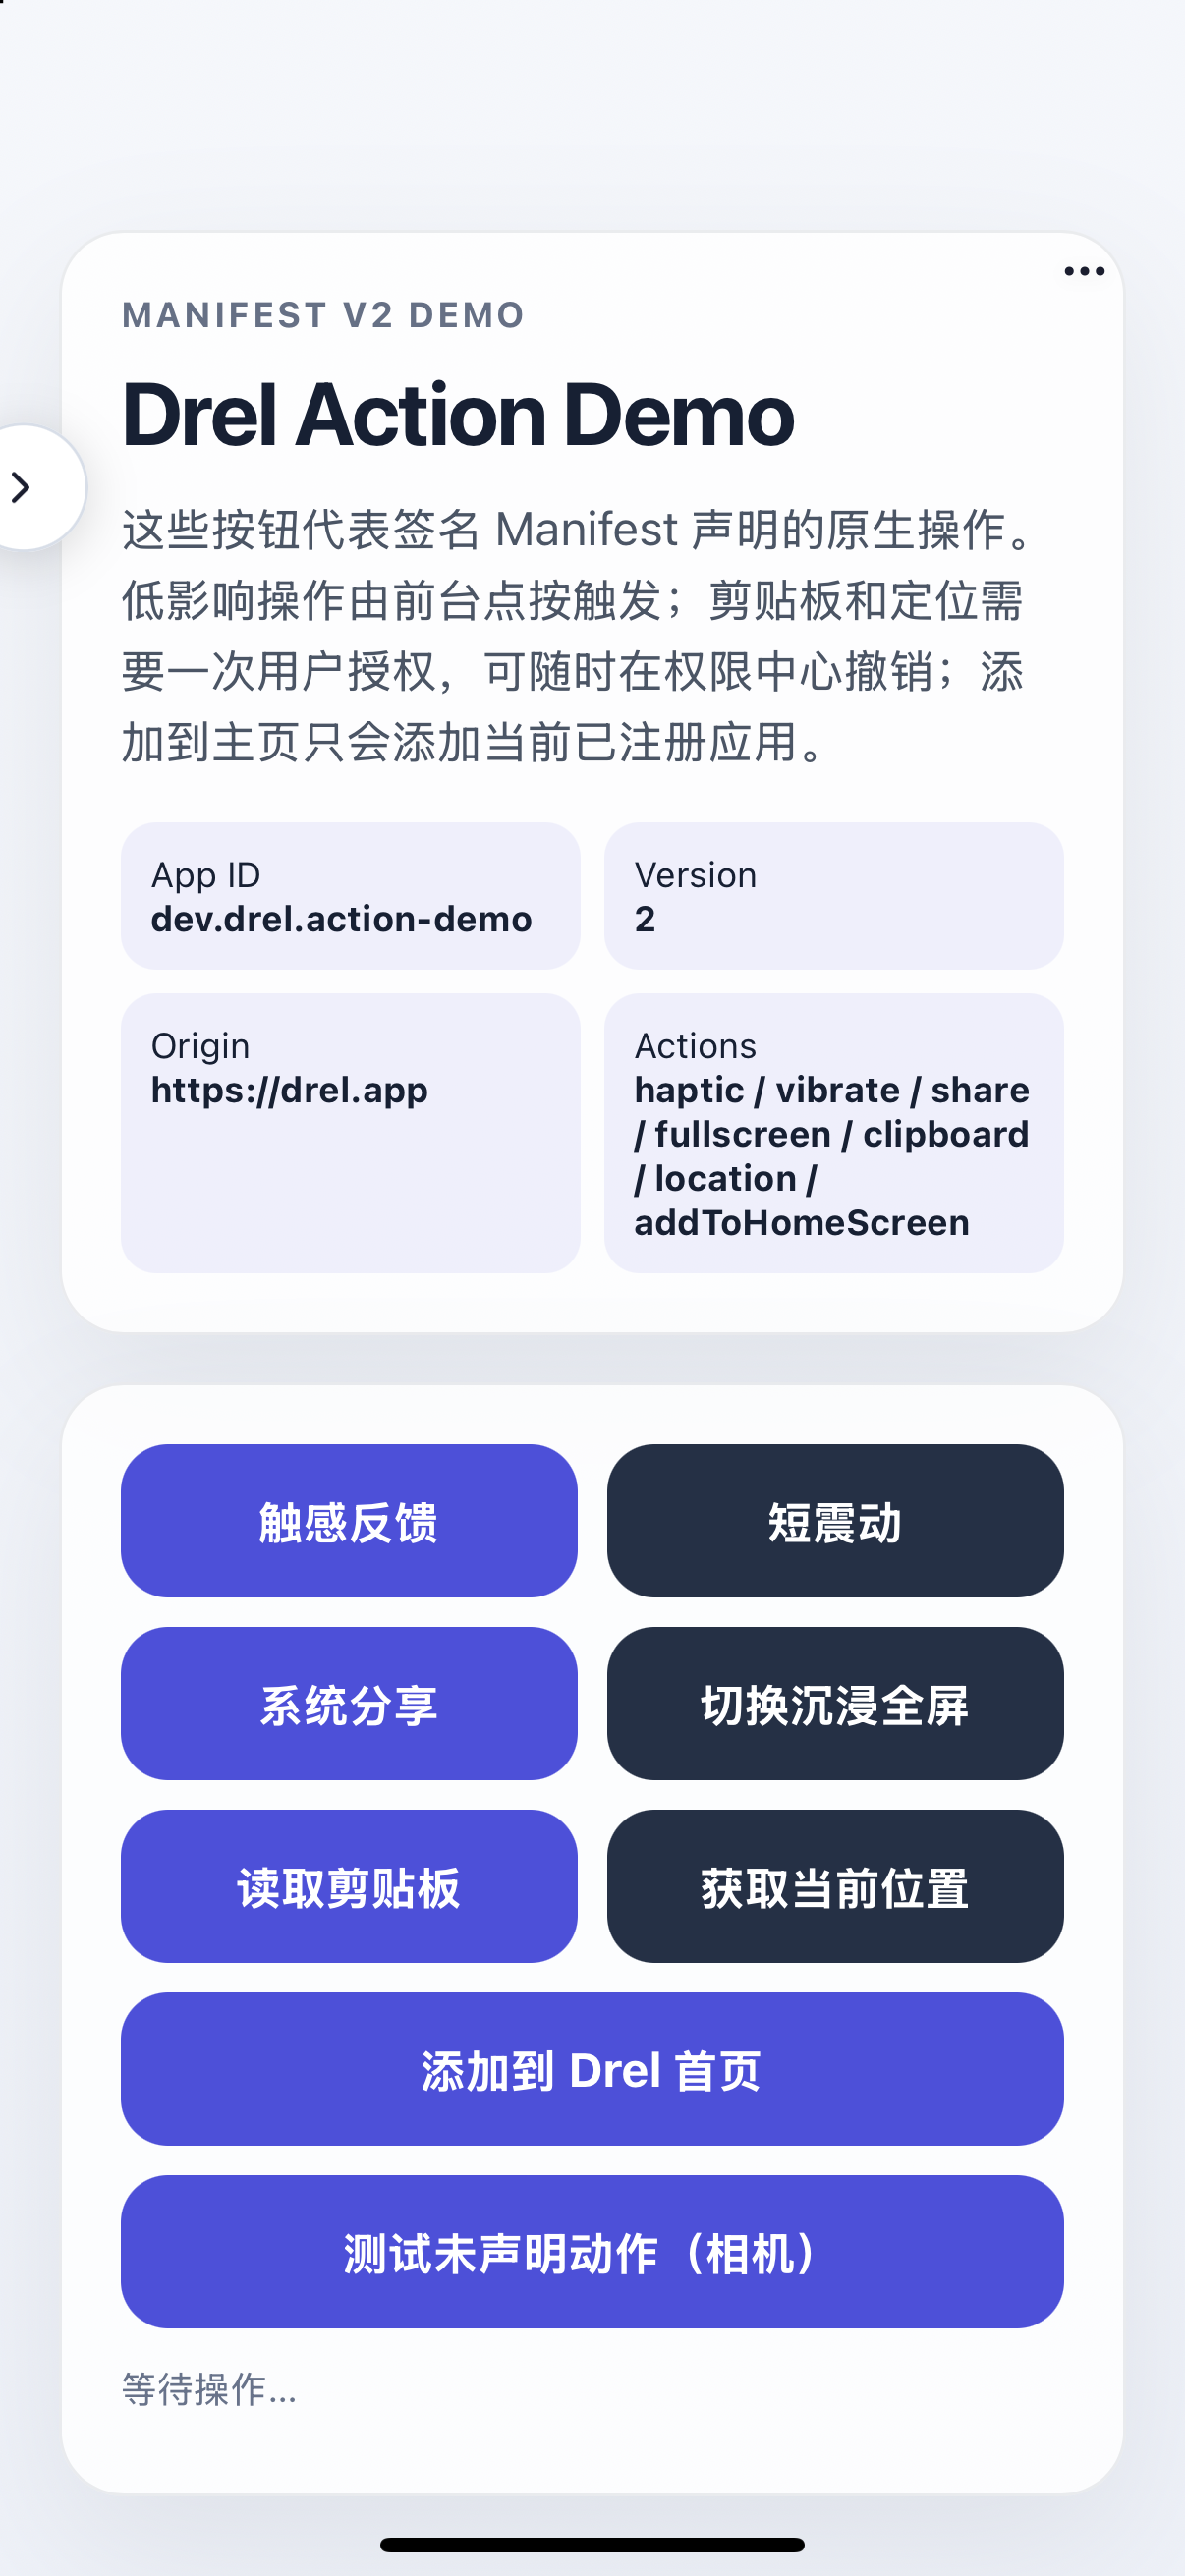 MANIFEST V2 DEMO
Drel Action Demo
这些按钮代表签名 Manifest 声明的原生操作。
低影响操作由前台点按触发；剪贴板和定位需
要一次用户授权，可随时在权限中心撤销；添
加到主页只会添加当前已注册应用。
App ID
dev.drel.action-demo
Version
2
Origin
https://drel.app
Actions
haptic / vibrate / share
/ fullscreen / clipboard
/ location /
addToHomeScreen
触感反馈
短震动
系统分享
切换沉浸全屏
读取剪贴板
获取当前位置
添加到 Drel 首页
测试未声明动作（相机）
等待操作...